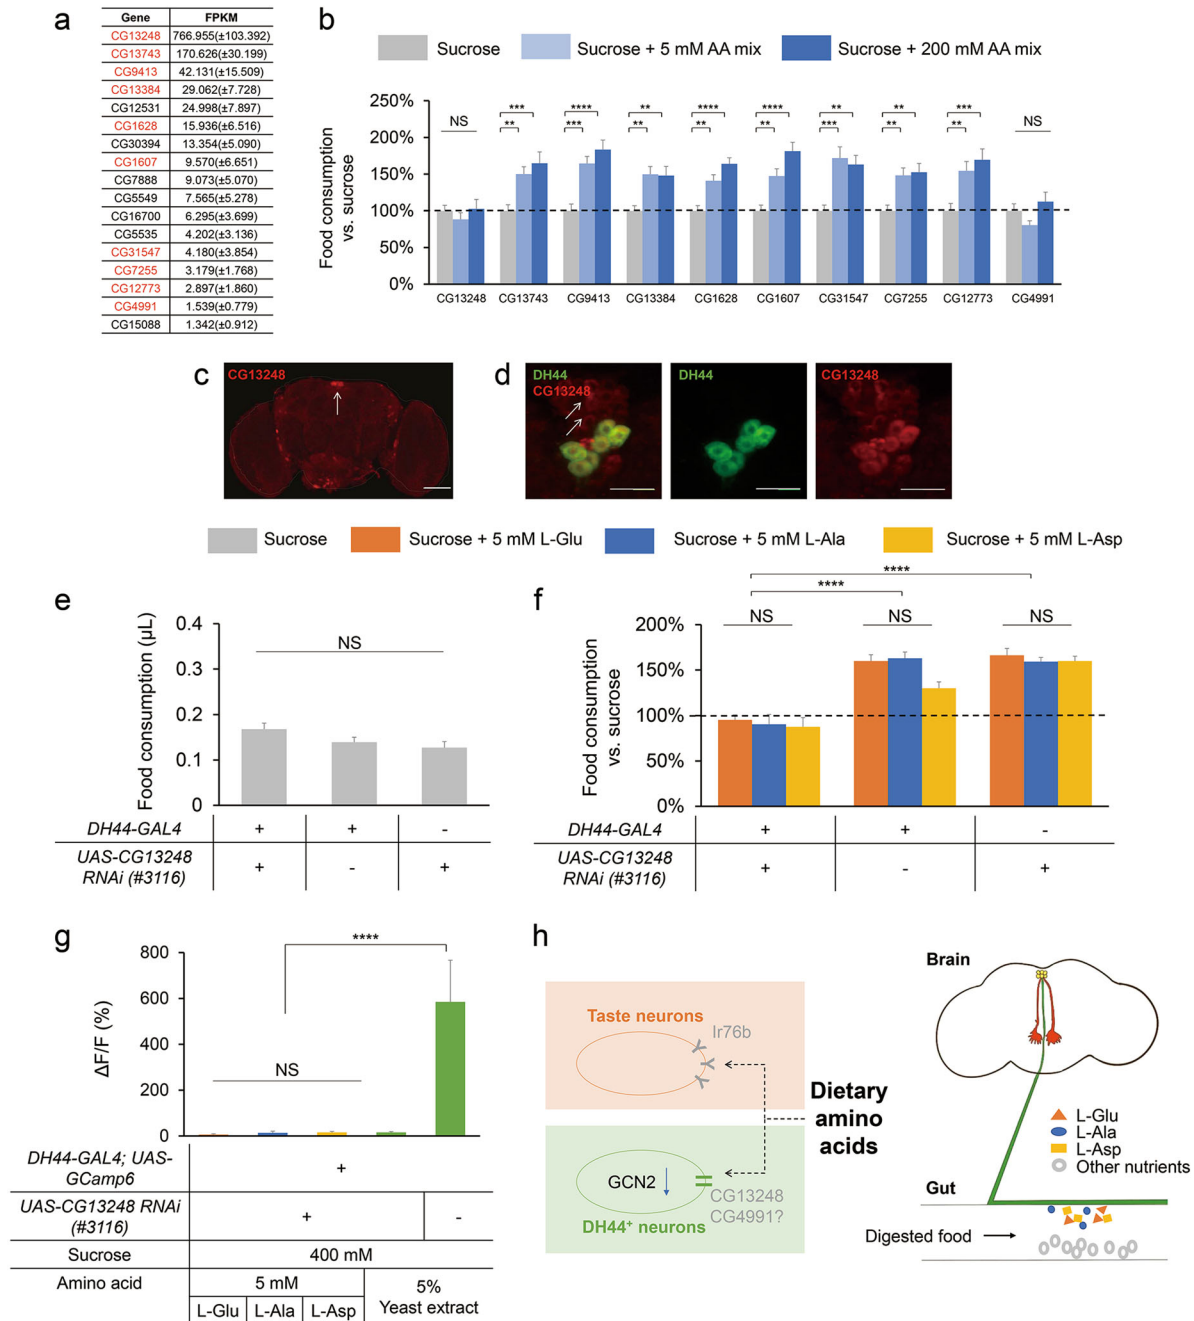 a
Gene FPKM
CG13248 766.955(±103.392)
CG13743 170.626(±30.199)
CG9413 42.131(±15.509)
CG13384 29.062(±7.728)
CG12531 24.998(±7.897)
CG1628 15.936(±6.516)
CG30394 13.354(±5.090)
CG1607 9.570(±6.651)
CG7888 9.073(±5.070)
CG5549 7.565(±5.278)
CG16700 6.295(±3.699)
CG5535 4.202(±3.136)
CG31547 4.180(±3.854)
CG7255 3.179(±1.768)
CG12773 2.897(±1.860)
CG4991 1.539(±0.779)
CG15088 1.342(±0.912)
b
Sucrose Sucrose + 5 mM AA mix Sucrose + 200 mM AA mix
Food consumption
vs. sucrose
250%
200%
150%
100%
50%
0%
NS *** **** ** **** **** ** ** *** NS
** *** ** ** ** *** ** **
CG13248 CG13743 CG9413 CG13384 CG1628 CG1607 CG31547 CG7255 CG12773 CG4991
c
CG13248
d
DH44
CG13248
DH44
CG13248
Sucrose Sucrose + 5 mM L-Glu Sucrose + 5 mM L-Ala Sucrose + 5 mM L-Asp
e
Food consumption (µL)
0.4
0.3
0.2
0.1
0
NS
DH44-GAL4 + + -
UAS-CG13248
RNAi (#3116) + - +
f
Food consumption
vs. sucrose
200%
150%
100%
50%
0%
****
****
NS NS NS
DH44-GAL4 + + -
UAS-CG13248
RNAi (#3116) + - +
g
ΔF/F (%)
800
600
400
200
0
****
NS
DH44-GAL4; UAS-
GCamp6 +
UAS-CG13248 RNAi
(#3116) + -
Sucrose 400 mM
Amino acid 5 mM 5%
Yeast extract
L-Glu L-Ala L-Asp
h
Taste neurons
Ir76b
Dietary
amino
acids
GCN2
CG13248
CG4991?
DH44⁺ neurons
Brain
L-Glu
L-Ala
L-Asp
Other nutrients
Gut
Digested food